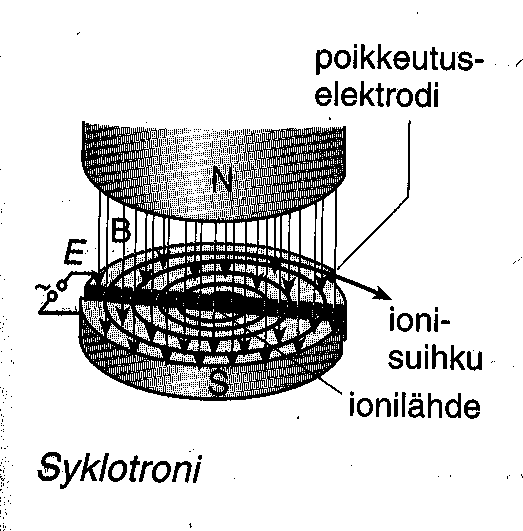 poikkeutus-
elektrodi
N
B
E
~
ioni-
suihku
S
ionilähde
Syklotroni